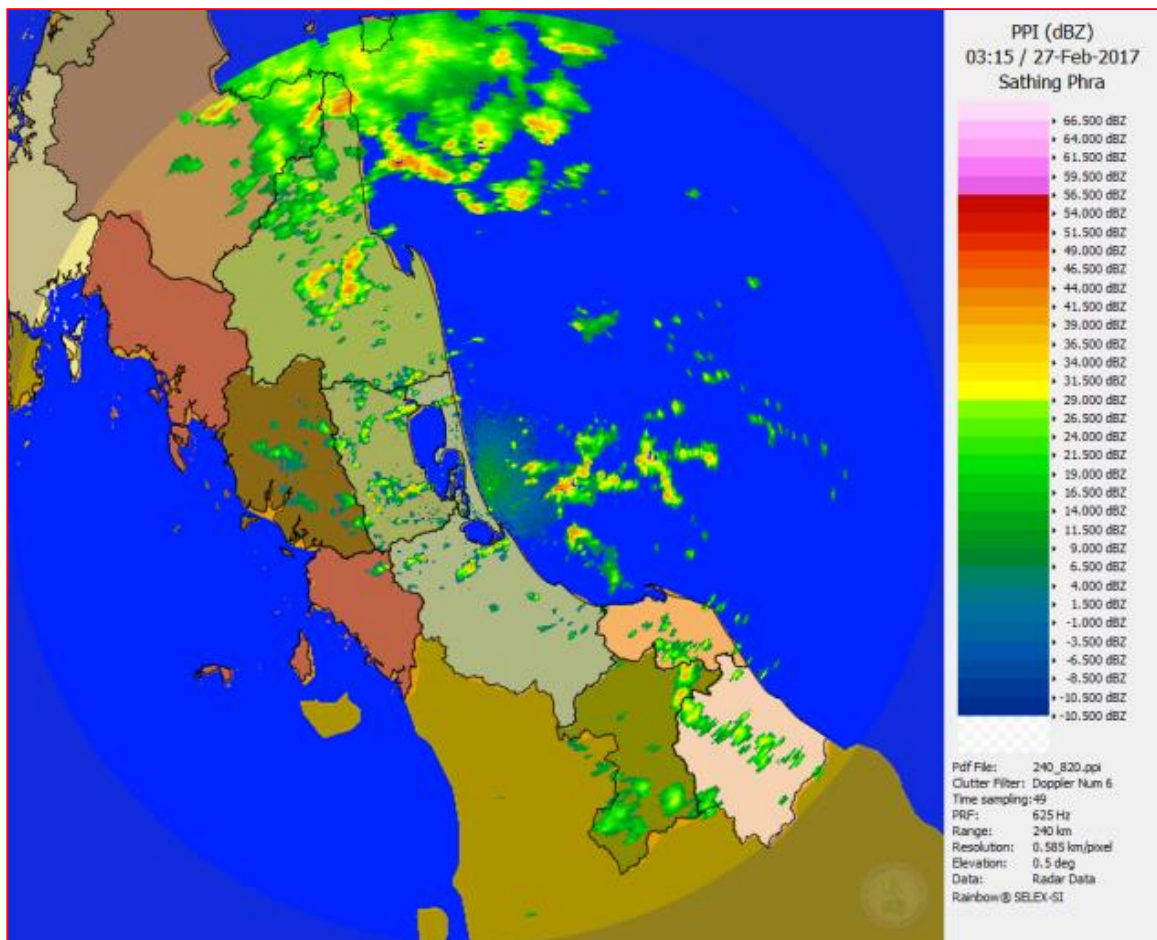 PPI (dBZ)
03:15 / 27-Feb-2017
Sathing Phra
66.500 dBZ
64.000 dBZ
61.500 dBZ
59.500 dBZ
56.500 dBZ
54.000 dBZ
51.500 dBZ
49.000 dBZ
46.500 dBZ
44.000 dBZ
41.500 dBZ
39.000 dBZ
36.500 dBZ
34.000 dBZ
31.500 dBZ
29.000 dBZ
26.500 dBZ
24.000 dBZ
21.500 dBZ
19.000 dBZ
16.500 dBZ
14.000 dBZ
11.500 dBZ
9.000 dBZ
6.500 dBZ
4.000 dBZ
1.500 dBZ
-1.000 dBZ
-3.500 dBZ
-6.500 dBZ
-8.500 dBZ
-10.500 dBZ
-10.500 dBZ
Pdf File: 240_820.ppi
Clutter Filter: Doppler Num 6
Time sampling:49
PRF: 625 Hz
Range: 240 km
Resolution: 0.585 km/pixel
Elevation: 0.5 deg
Data: Radar Data
Rainbow® SELEX-SI